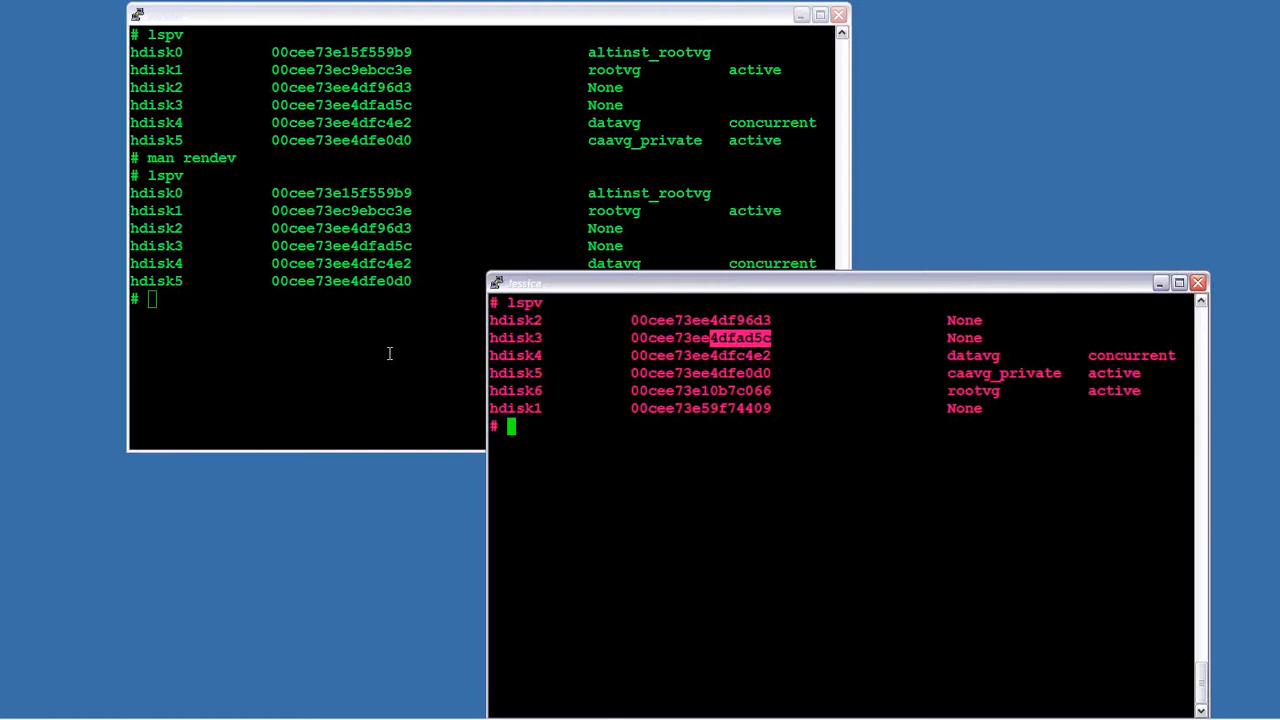 # lspv
hdisk0 00cee73e15f559b9 altinst_rootvg
hdisk1 00cee73ec9ebcc3e rootvg active
hdisk2 00cee73ee4df96d3 None
hdisk3 00cee73ee4dfad5c None
hdisk4 00cee73ee4dfc4e2 datavg concurrent
hdisk5 00cee73ee4dfe0d0 caavg_private active
# man rendev
# lspv
hdisk0 00cee73e15f559b9 altinst_rootvg
hdisk1 00cee73ec9ebcc3e rootvg active
hdisk2 00cee73ee4df96d3 None
hdisk3 00cee73ee4dfad5c None
hdisk4 00cee73ee4dfc4e2 datavg concurrent
hdisk5 00cee73ee4dfe0d0
#
Jessica
# lspv
hdisk2 00cee73ee4df96d3 None
hdisk3 00cee73ee4dfad5c None
hdisk4 00cee73ee4dfc4e2 datavg concurrent
hdisk5 00cee73ee4dfe0d0 caavg_private active
hdisk6 00cee73e10b7c066 rootvg active
hdisk1 00cee73e59f74409 None
#